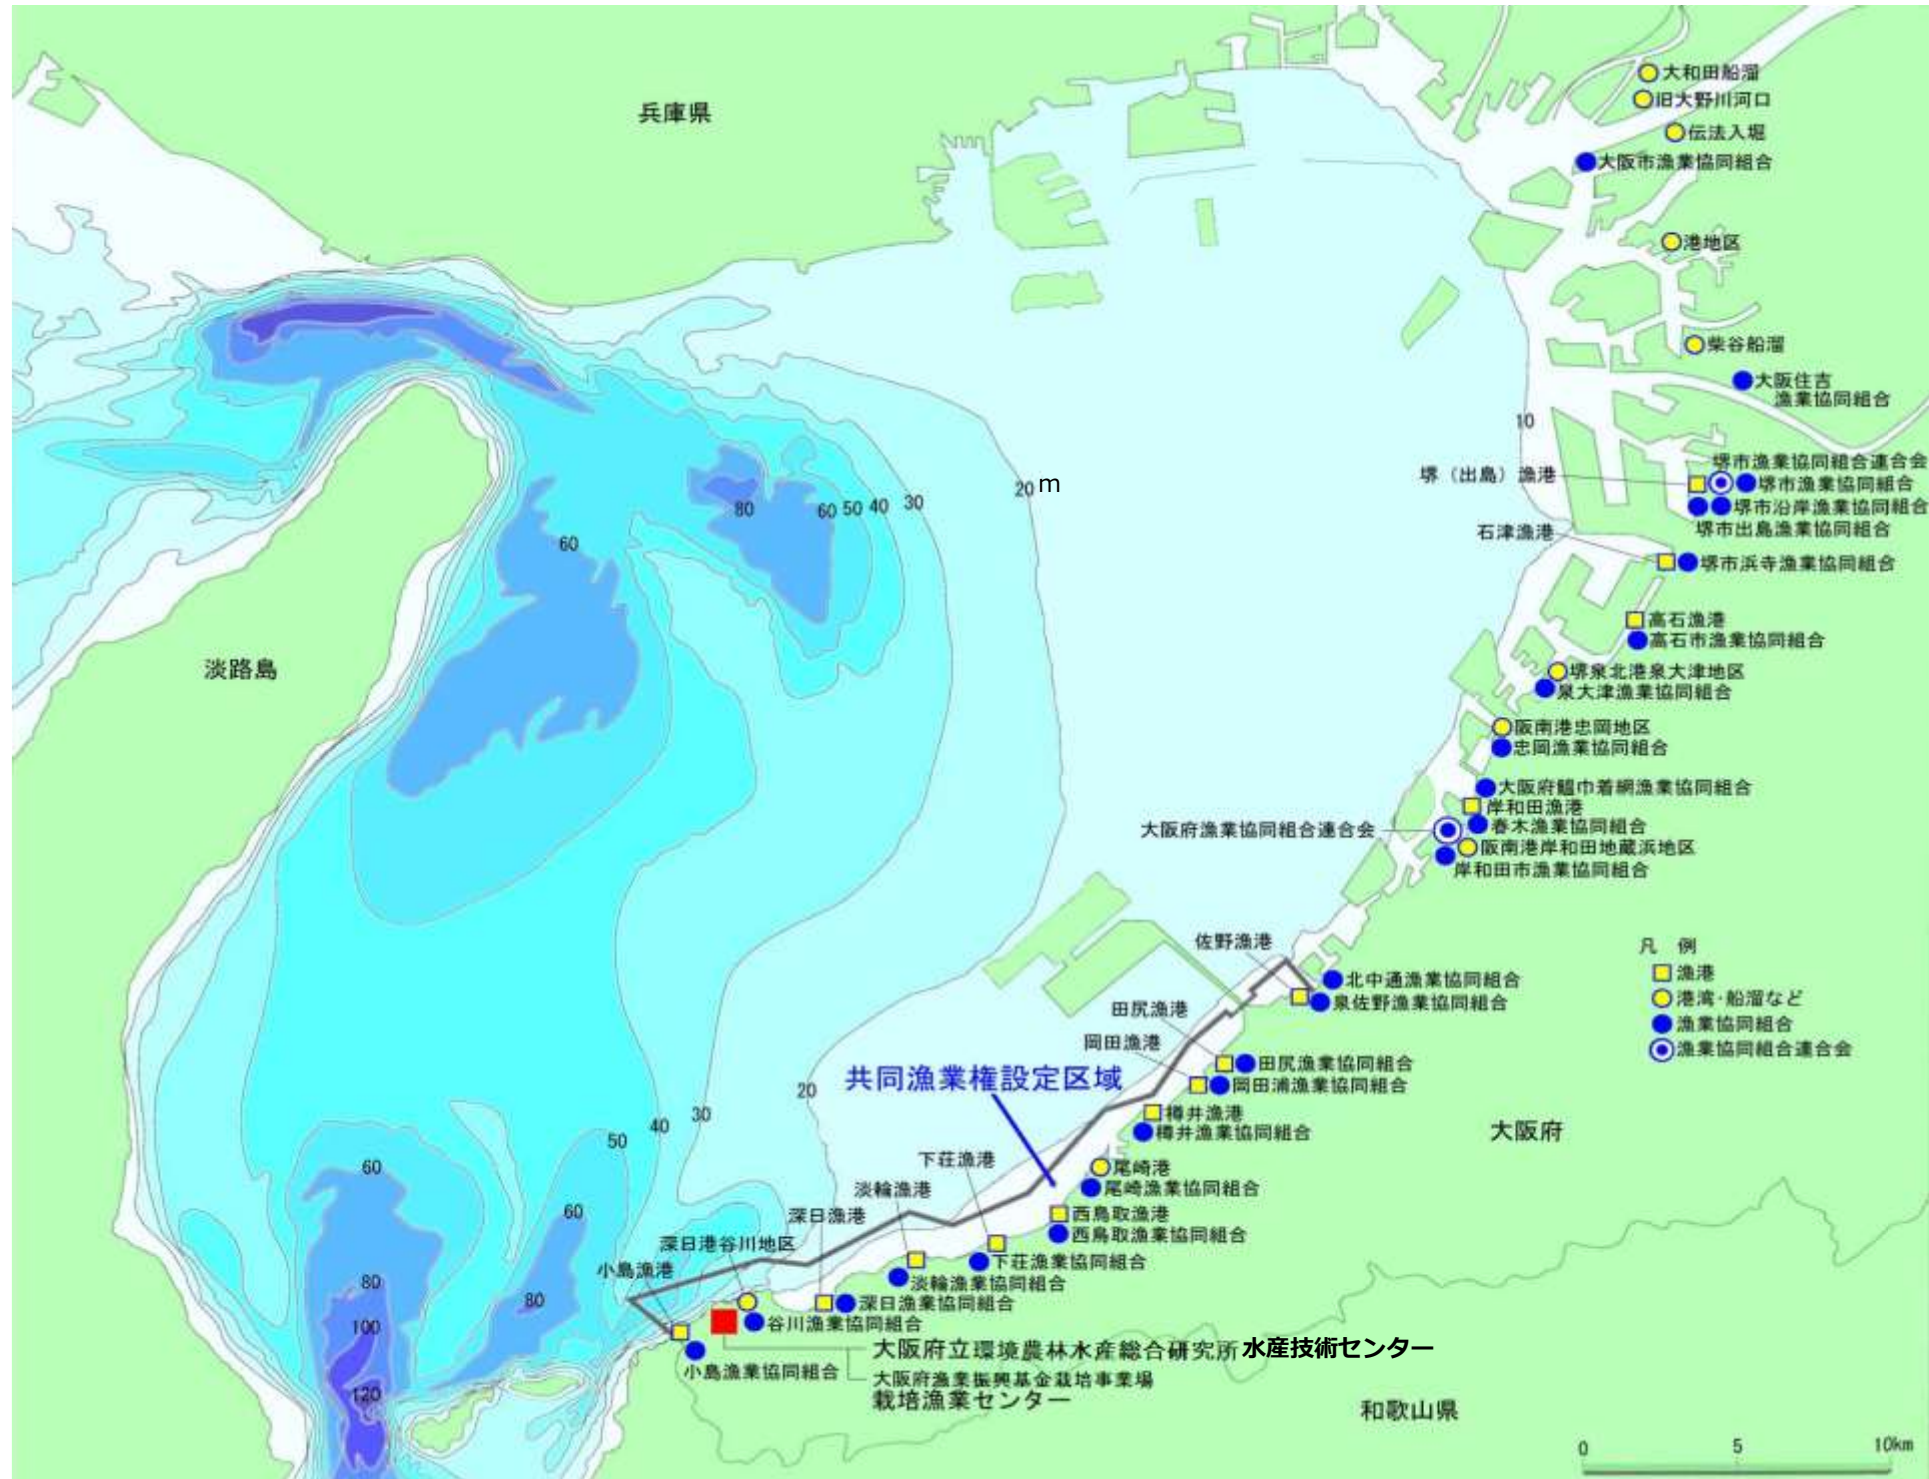 兵庫県
大和田船溜
旧大野川河口
伝法入堀
大阪市漁業協同組合
港地区
柴谷船溜
大阪住吉
漁業協同組合
10
堺市漁業協同組合連合会
堺（出島）漁港
堺市漁業協同組合
堺市沿岸漁業協同組合
堺市出島漁業協同組合
20m
30
40
50
60
80
60
石津漁港
堺市浜寺漁業協同組合
高石漁港
高石市漁業協同組合
淡路島
堺泉北港泉大津地区
泉大津漁業協同組合
阪南港忠岡地区
忠岡漁業協同組合
大阪府鰮巾着網漁業協同組合
岸和田漁港
大阪府漁業協同組合連合会
春木漁業協同組合
阪南港岸和田地蔵浜地区
岸和田市漁業協同組合
佐野漁港
北中通漁業協同組合
泉佐野漁業協同組合
凡 例
漁港
港湾・船溜など
漁業協同組合
漁業協同組合連合会
田尻漁港
岡田漁港
田尻漁業協同組合
岡田浦漁業協同組合
共同漁業権設定区域
樽井漁港
樽井漁業協同組合
大阪府
20
30
40
50
60
尾崎港
尾崎漁業協同組合
下荘漁港
淡輪漁港
深日漁港
西鳥取漁港
西鳥取漁業協同組合
60
深日港谷川地区
小島漁港
下荘漁業協同組合
淡輪漁業協同組合
深日漁業協同組合
谷川漁業協同組合
80
80
100
120
大阪府立環境農林水産総合研究所 水産技術センター
小島漁業協同組合
大阪府漁業振興基金栽培事業場
栽培漁業センター
和歌山県
0 5 10km